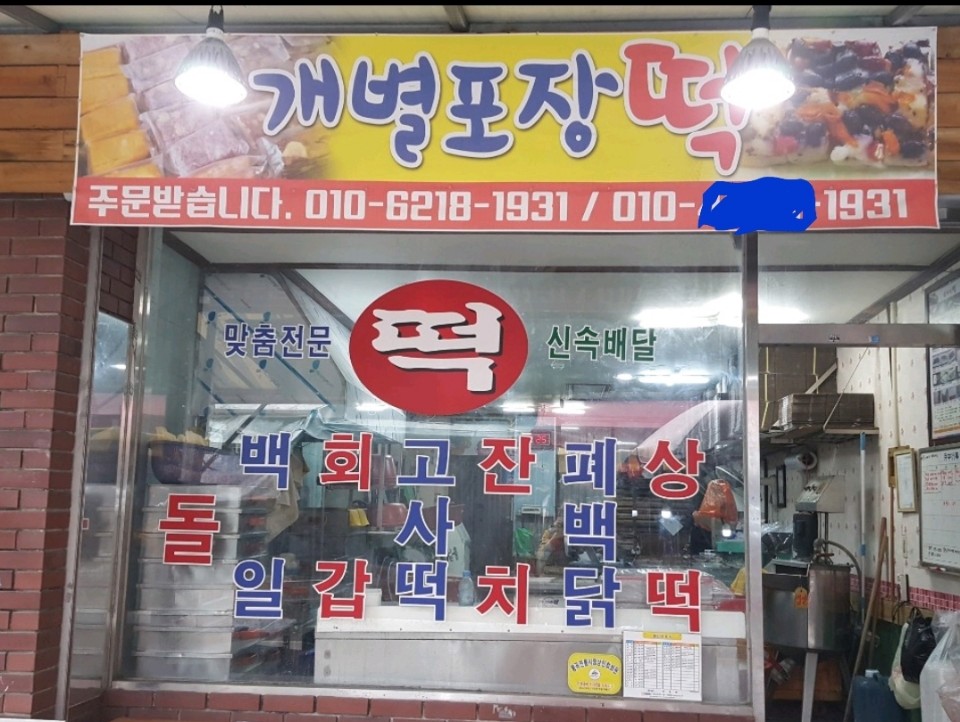 개별포장떡
주문받습니다. 010-6218-1931 / 010- -1931
맞춤전문 떡 신속배달
돌
백일
회갑
고사떡
잔치
폐백닭
상떡